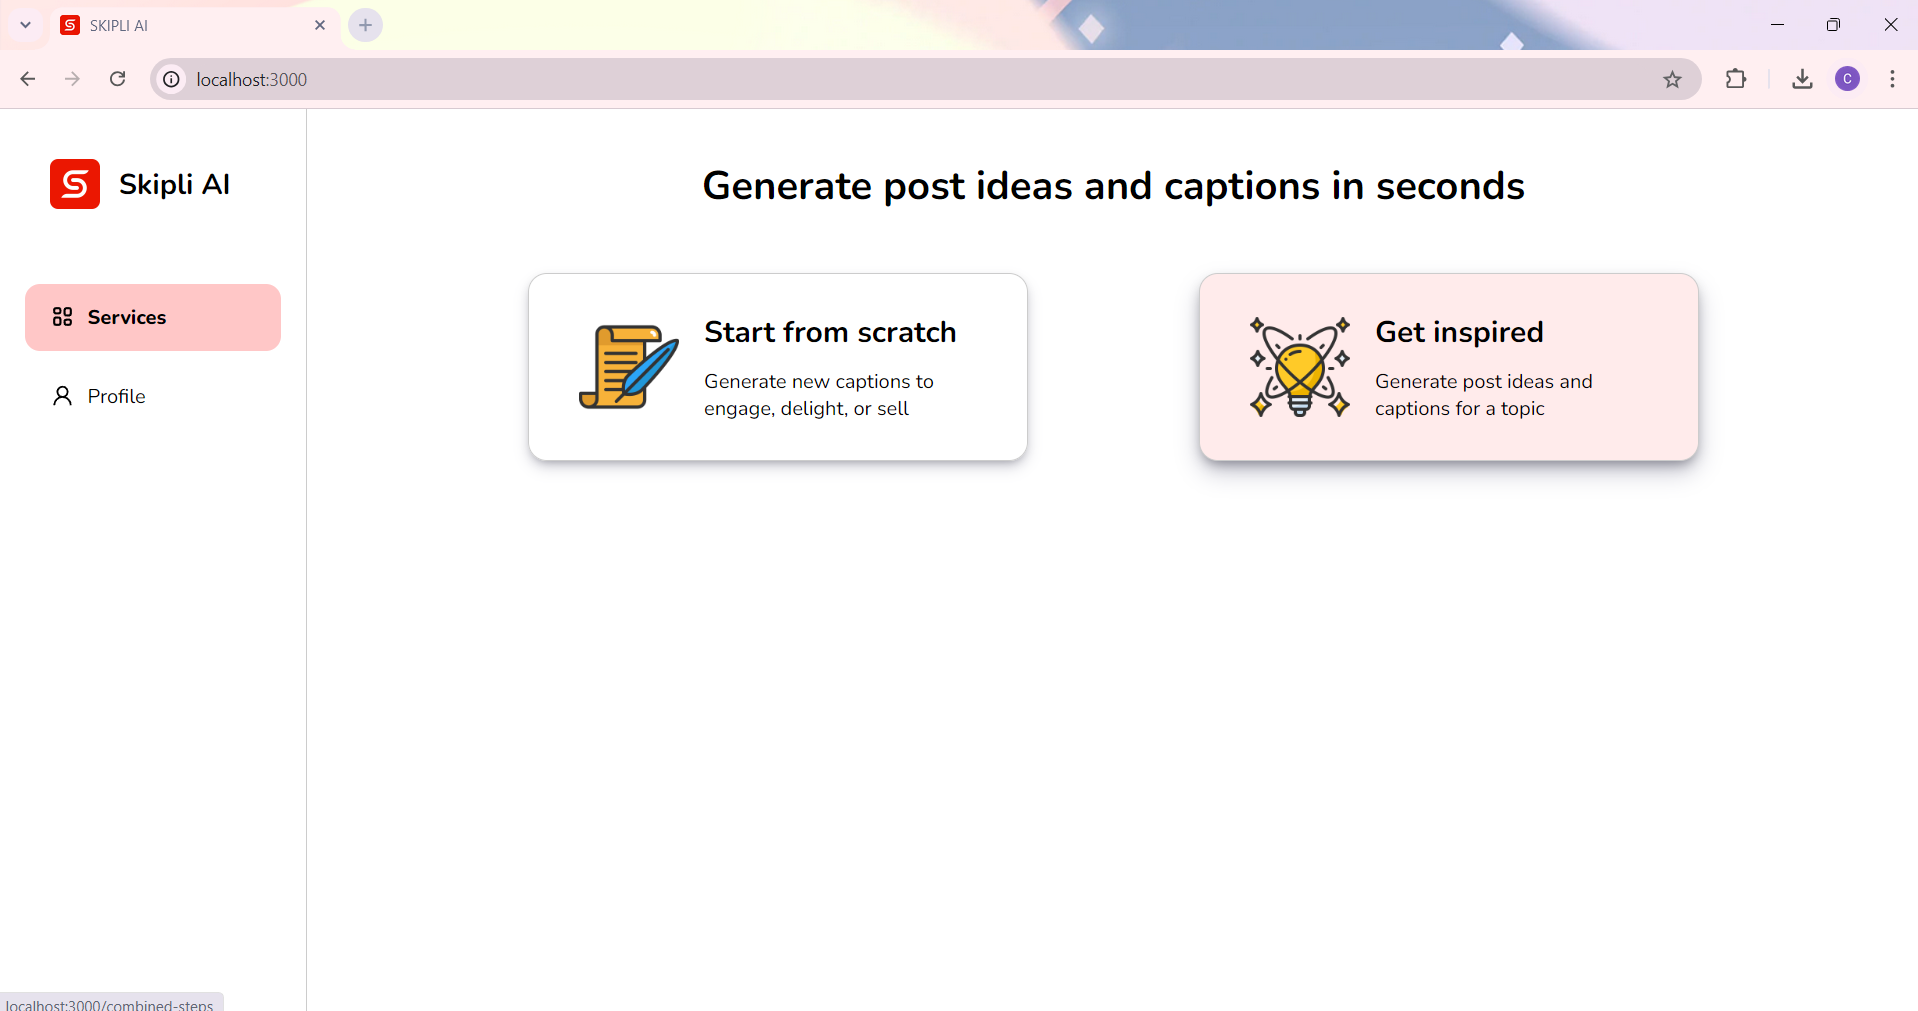 SKIPLI AI
localhost:3000
C
Skipli AI
Services
Profile
Generate post ideas and captions in seconds
Start from scratch
Generate new captions to
engage, delight, or sell
Get inspired
Generate post ideas and
captions for a topic
localhost:3000/combined-steps